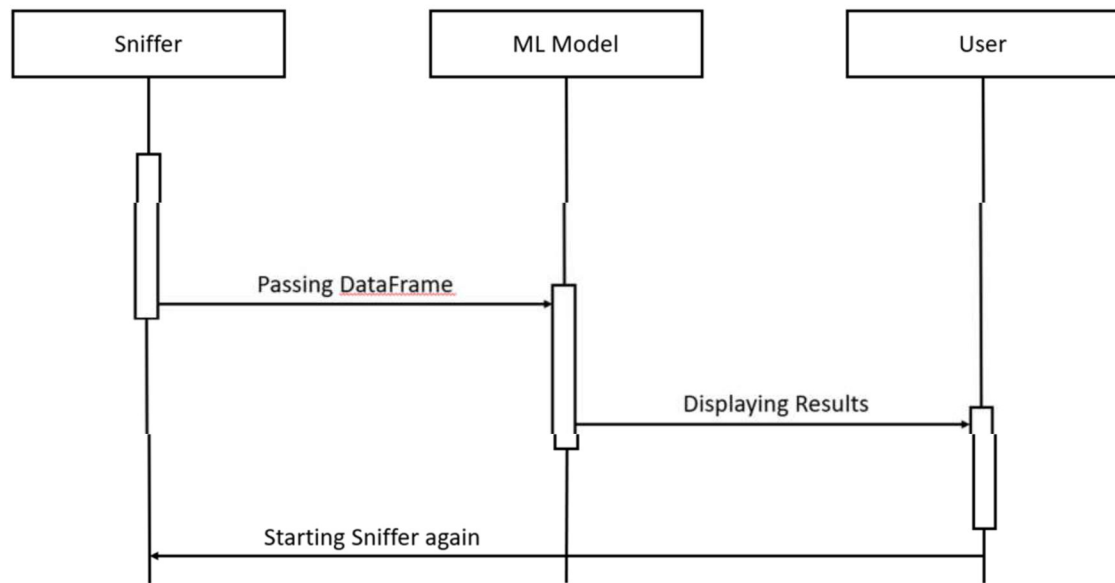 Sniffer
ML Model
User
Passing DataFrame
Displaying Results
Starting Sniffer again